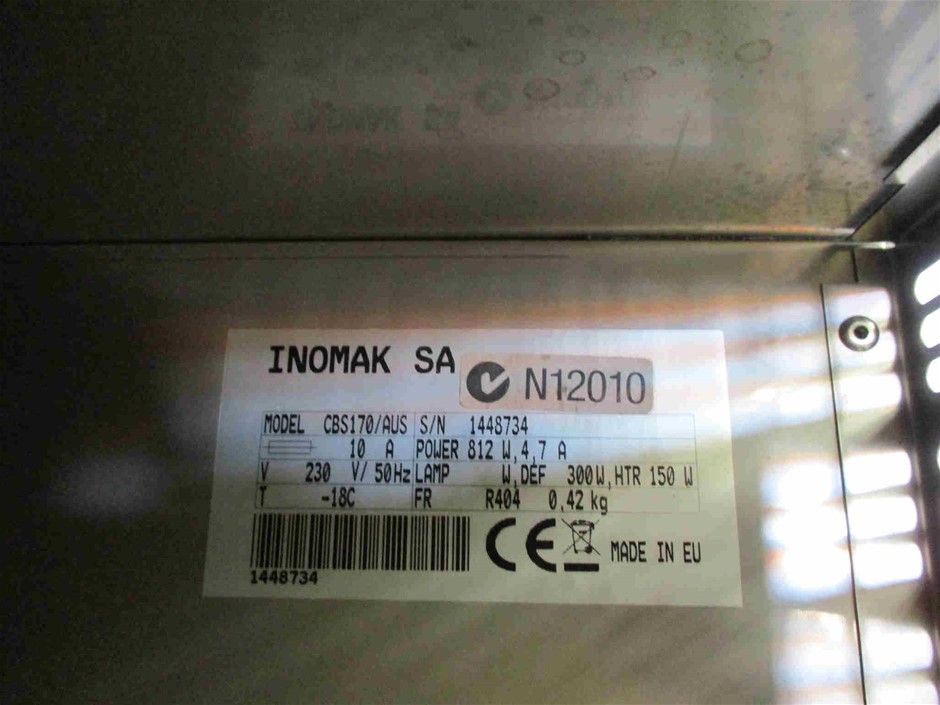 INOMAK SA
N12010
MODEL CBS170/AUS S/N 1448734
10 A POWER 812 W, 4,7 A
V 230 V/ 50Hz LAMP W, DEF 300W, HTR 150 W
T -18C FR R404 0,42 kg
CE MADE IN EU
1448734